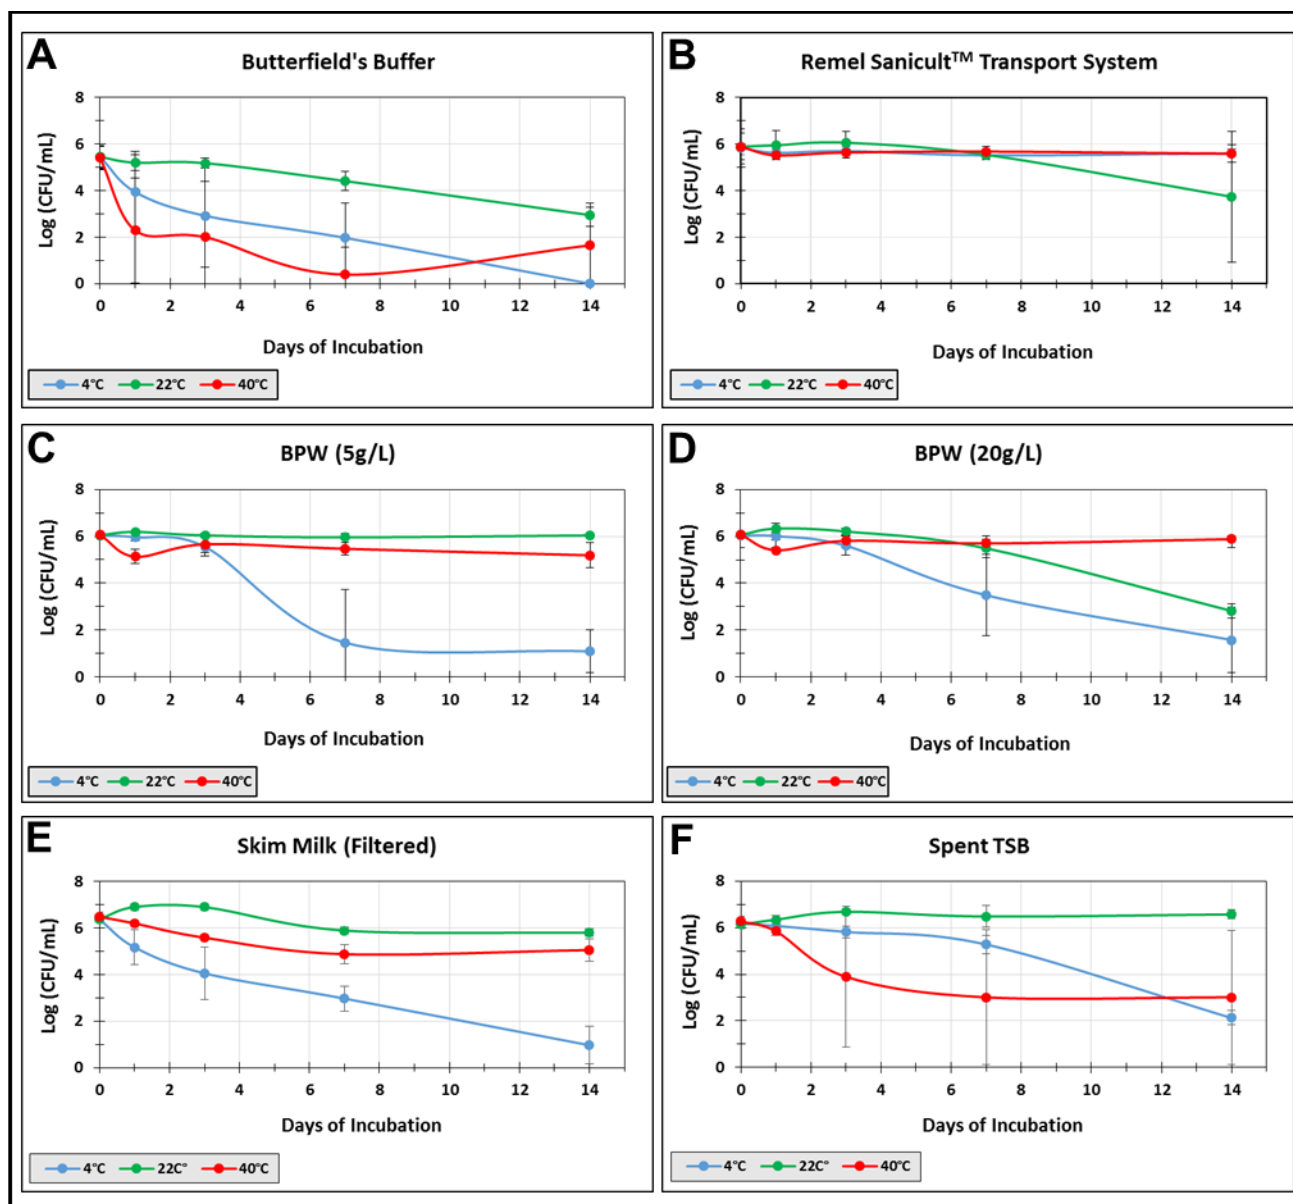 A
Butterfield's Buffer
8
6
4
2
0
Log (CFU/mL)
0 2 4 6 8 10 12 14
Days of Incubation
4°C 22°C 40°C
B
Remel Sanicult™ Transport System
8
6
4
2
0
Log (CFU/mL)
0 2 4 6 8 10 12 14
Days of Incubation
4°C 22°C 40°C
C
BPW (5g/L)
8
6
4
2
0
Log (CFU/mL)
0 2 4 6 8 10 12 14
Days of Incubation
4°C 22°C 40°C
D
BPW (20g/L)
8
6
4
2
0
Log (CFU/mL)
0 2 4 6 8 10 12 14
Days of Incubation
4°C 22°C 40°C
E
Skim Milk (Filtered)
8
6
4
2
0
Log (CFU/mL)
0 2 4 6 8 10 12 14
Days of Incubation
4°C 22C° 40°C
F
Spent TSB
8
6
4
2
0
Log (CFU/mL)
0 2 4 6 8 10 12 14
Days of Incubation
4°C 22C° 40°C